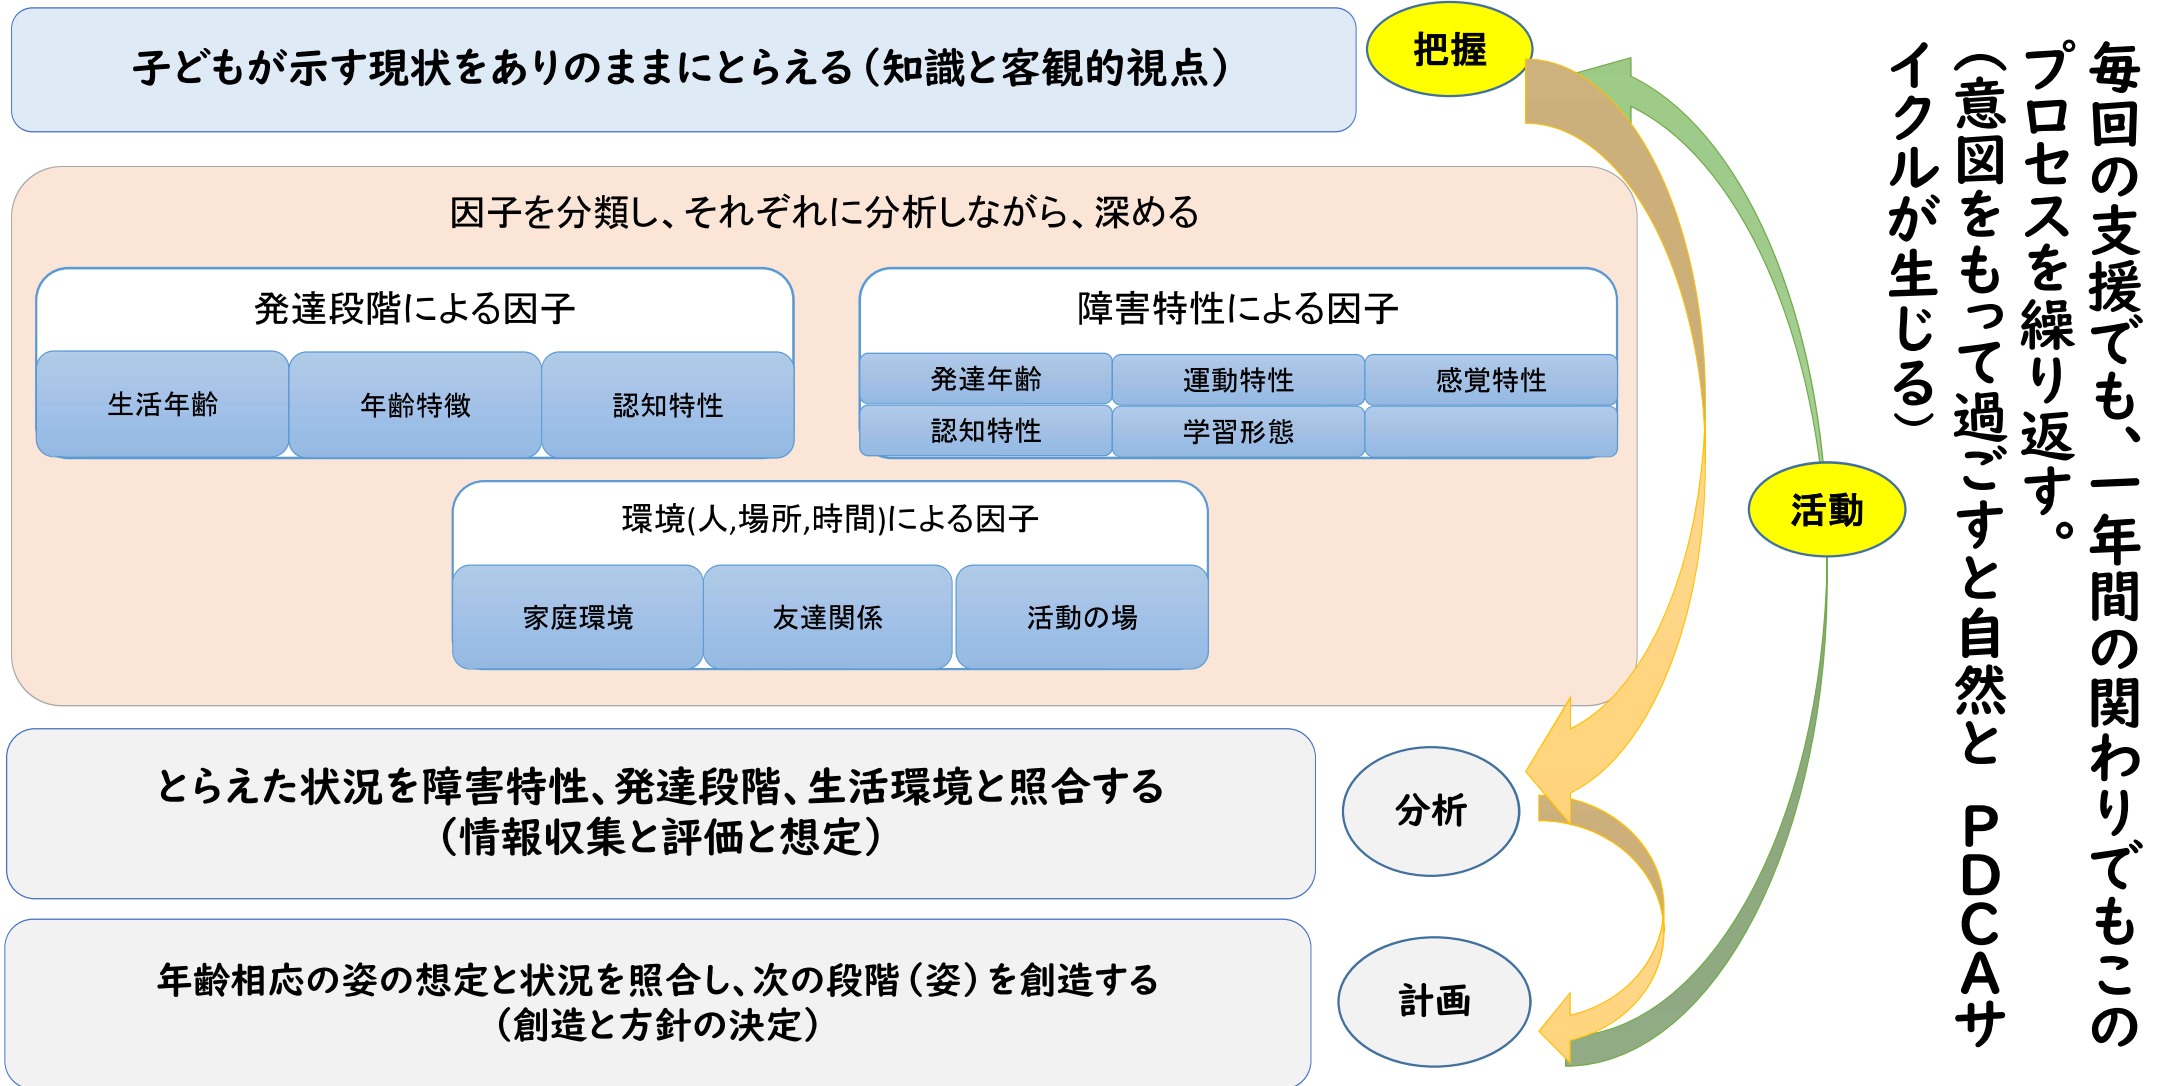 子どもが示す現状をありのままにとらえる（知識と客観的視点）
把握
因子を分類し、それぞれに分析しながら、深める
発達段階による因子
生活年齢
年齢特徴
認知特性
障害特性による因子
発達年齢
運動特性
感覚特性
認知特性
学習形態
環境(人,場所,時間)による因子
家庭環境
友達関係
活動の場
とらえた状況を障害特性、発達段階、生活環境と照合する
（情報収集と評価と想定）
分析
年齢相応の姿の想定と状況を照合し、次の段階（姿）を創造する
（創造と方針の決定）
計画
活動
毎回の支援でも、一年間の関わりでもこの
プロセスを繰り返す。
（意図をもって過ごすと自然と PDCAサ
イクルが生じる）